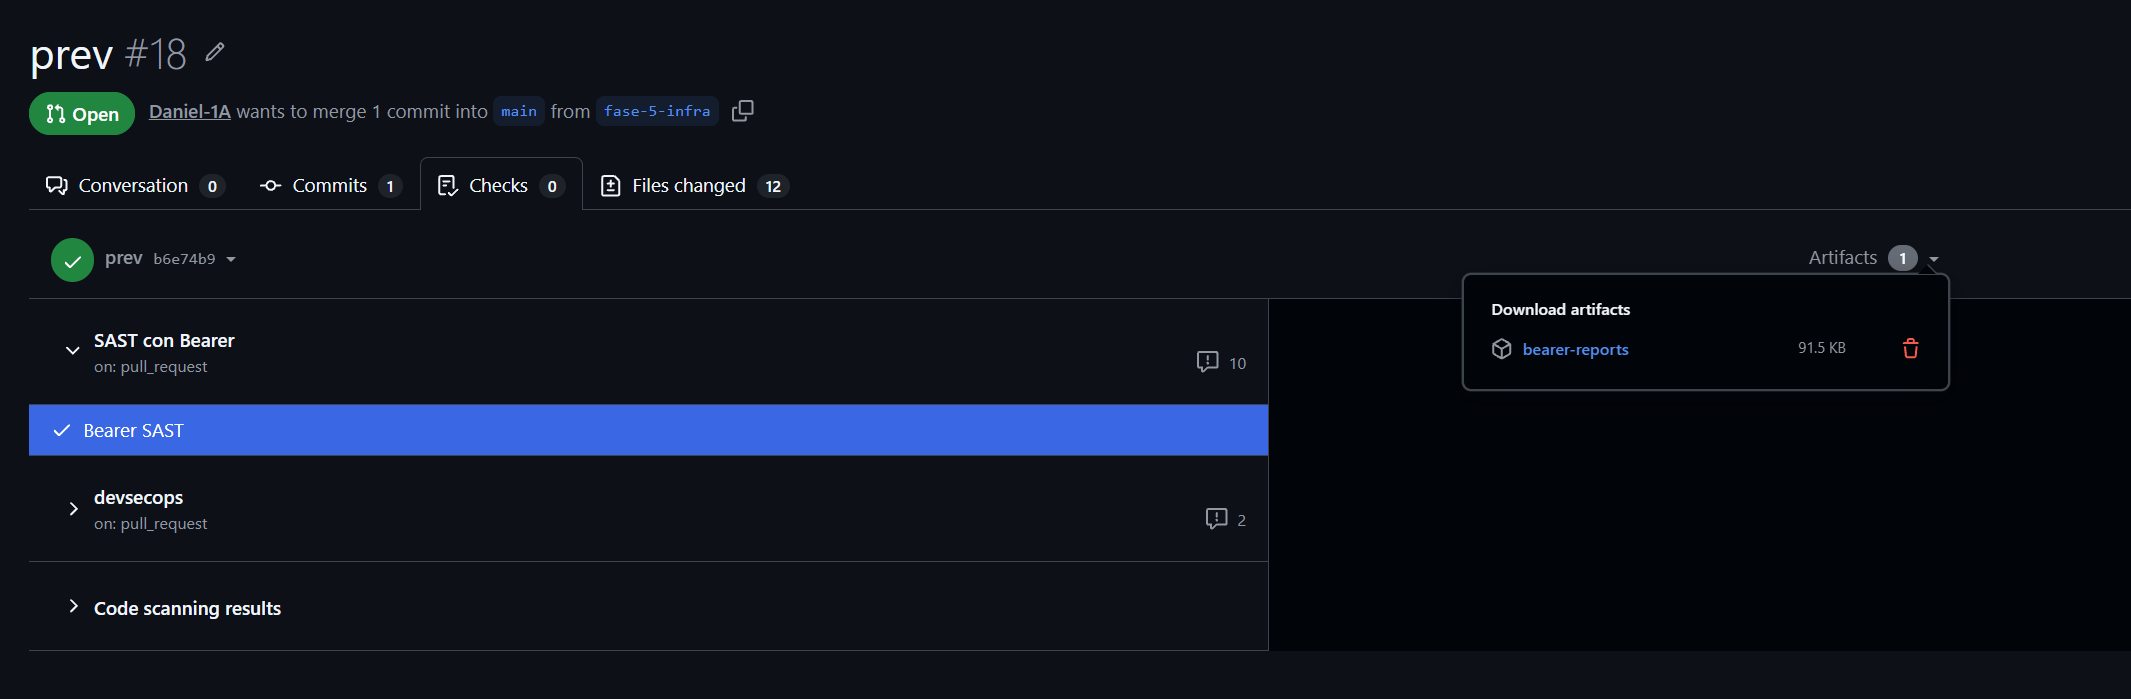 prev #18
Open Daniel-1A wants to merge 1 commit into main from fase-5-infra
Conversation 0 Commits 1 Checks 0 Files changed 12
prev b6e74b9 Artifacts 1
Download artifacts
bearer-reports 91.5 KB
SAST con Bearer
on: pull_request
10
Bearer SAST
devsecops
on: pull_request
2
Code scanning results